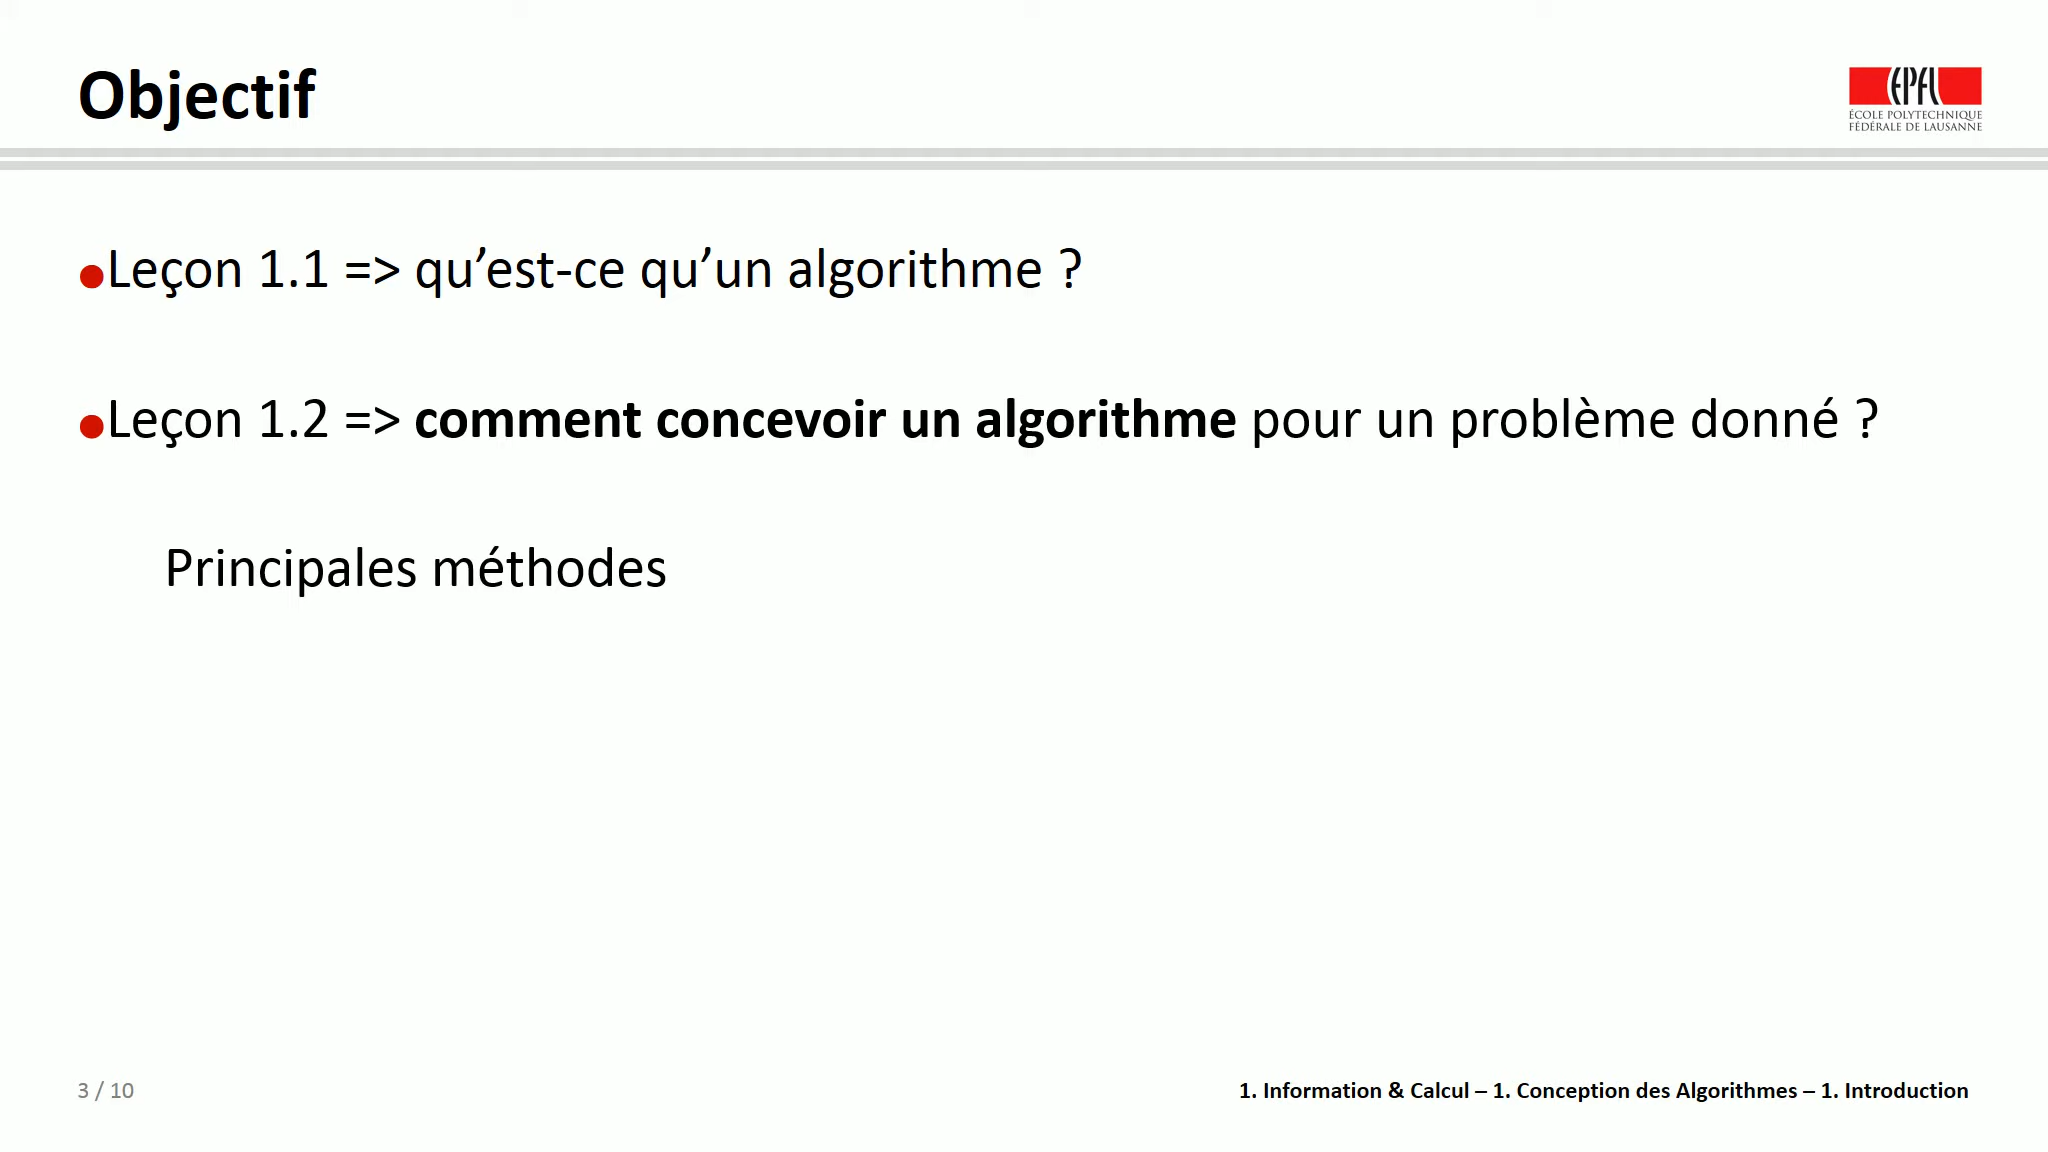 Objectif
EPFL
ÉCOLE POLYTECHNIQUE
FÉDÉRALE DE LAUSANNE
●Leçon 1.1 => qu’est-ce qu’un algorithme ?
●Leçon 1.2 => comment concevoir un algorithme pour un problème donné ?
Principales méthodes
3 / 10
1. Information & Calcul – 1. Conception des Algorithmes – 1. Introduction